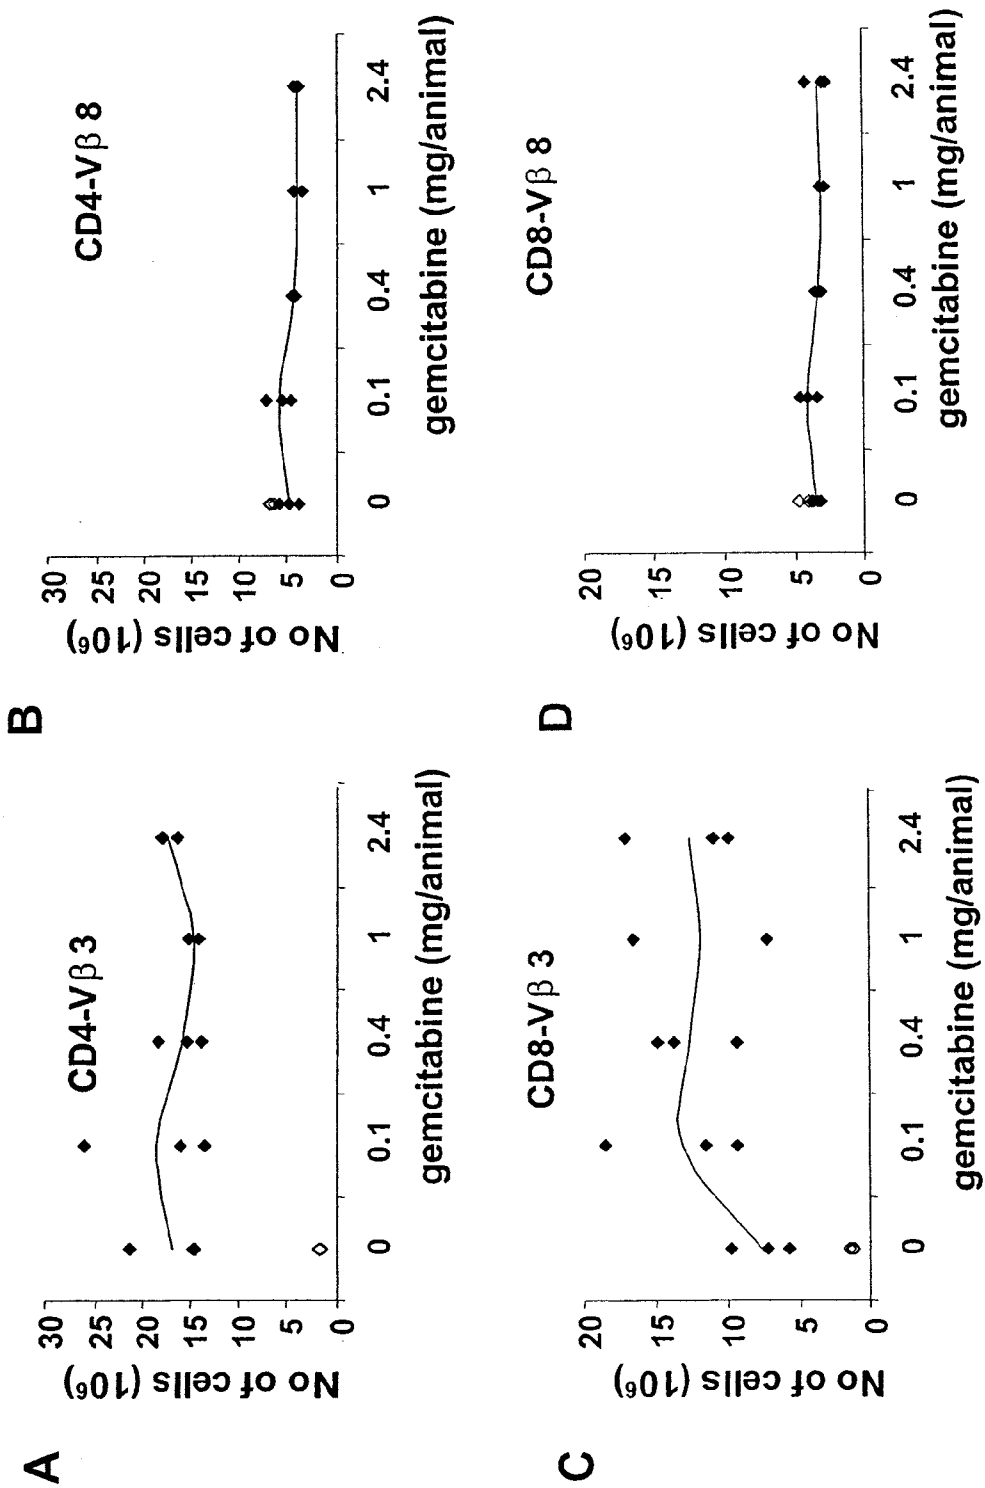 A
CD4-Vβ 3
No of cells (10⁶)
30
25
20
15
10
5
0
0
0.1
0.4
1
2.4
gemcitabine (mg/animal)
B
CD4-Vβ 8
No of cells (10⁶)
30
25
20
15
10
5
0
0
0.1
0.4
1
2.4
gemcitabine (mg/animal)
C
CD8-Vβ 3
No of cells (10⁶)
20
15
10
5
0
0
0.1
0.4
1
2.4
gemcitabine (mg/animal)
D
CD8-Vβ 8
No of cells (10⁶)
20
15
10
5
0
0
0.1
0.4
1
2.4
gemcitabine (mg/animal)